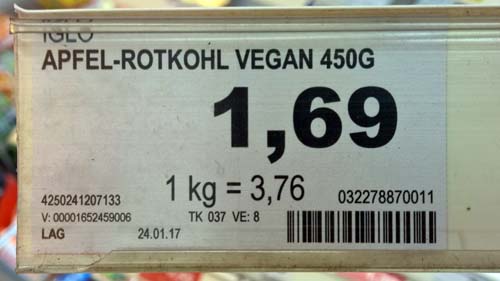 IGLO
APFEL-ROTKOHL VEGAN 450G
1,69
1 kg = 3,76
4250241207133
032278870011
V: 00001652459006
TK 037 VE: 8
LAG
24.01.17